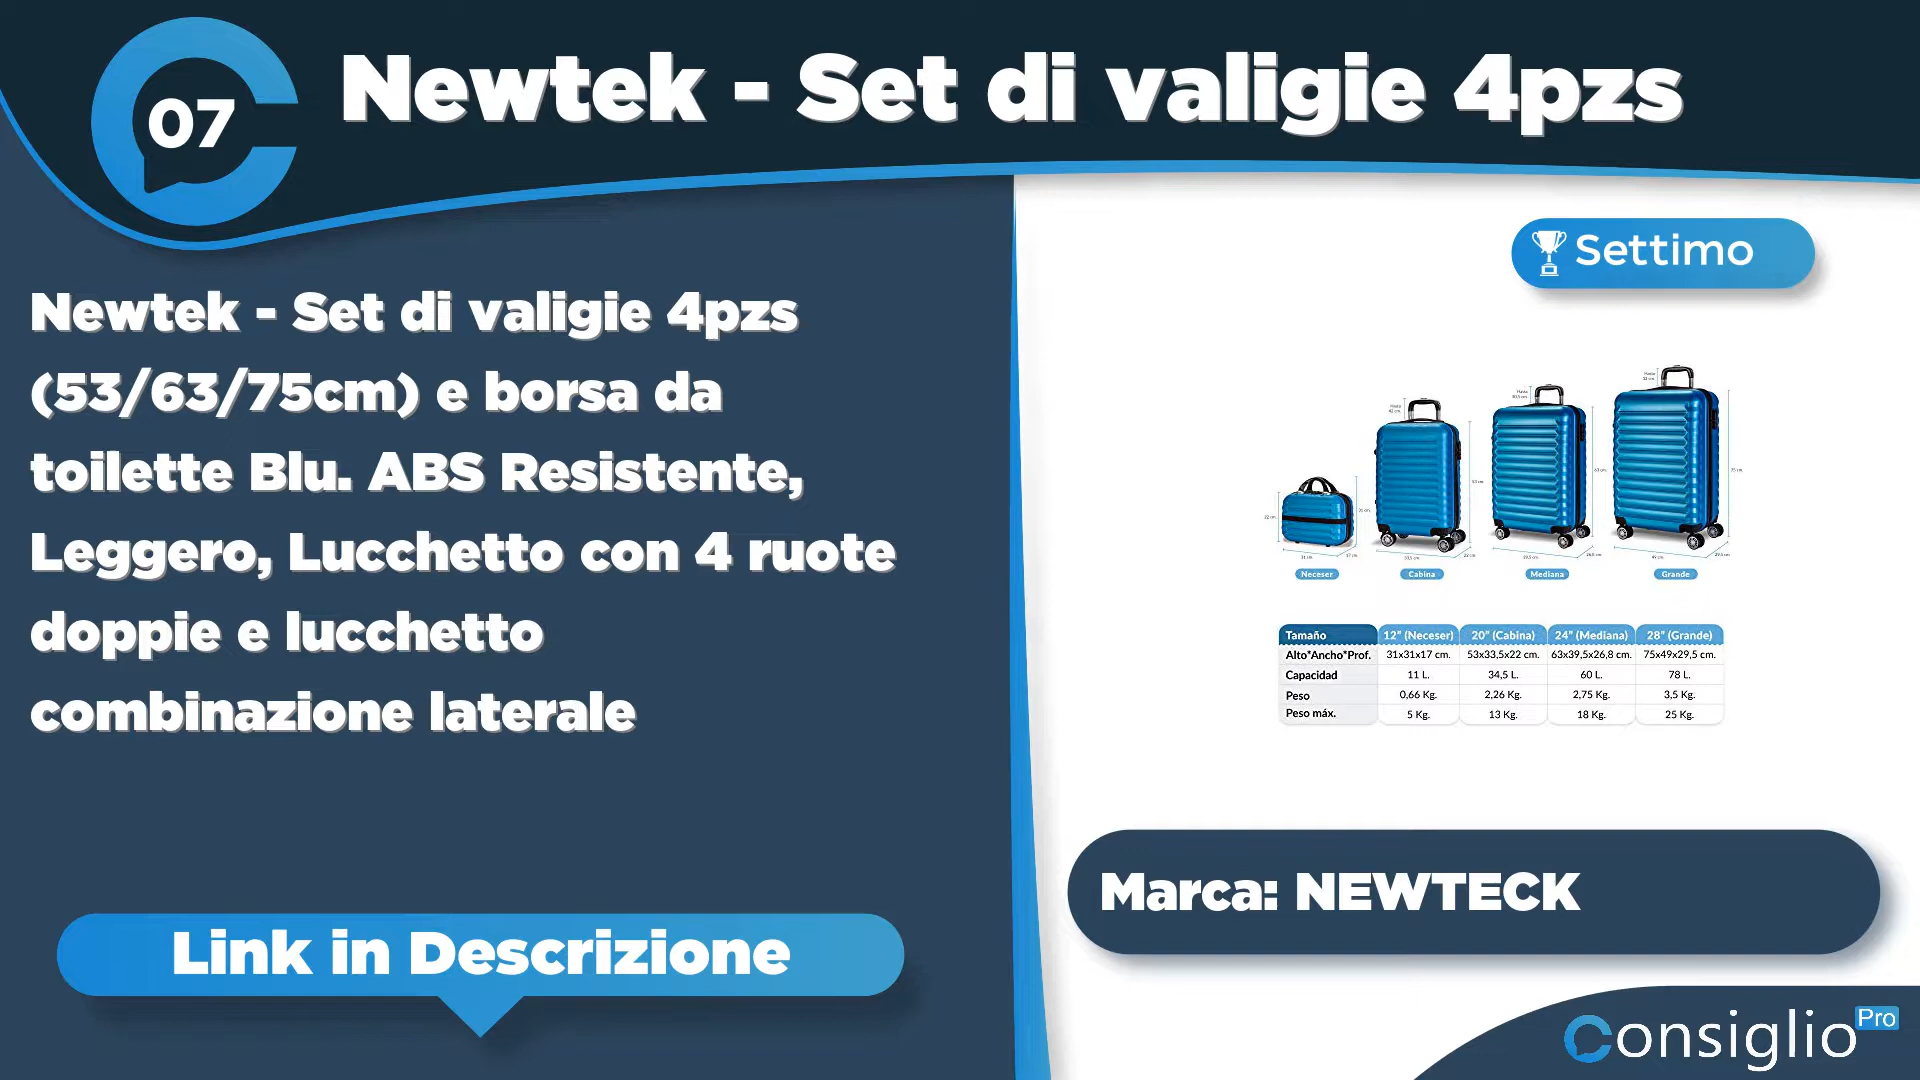 07
Newtek - Set di valigie 4pzs
Settimo
Newtek - Set di valigie 4pzs
(53/63/75cm) e borsa da
toilette Blu. ABS Resistente,
Leggero, Lucchetto con 4 ruote
doppie e lucchetto
combinazione laterale
Neceser Cabina Mediana Grande
Tamaño 12" (Neceser) 20" (Cabina) 24" (Mediana) 28" (Grande)
Alto*Ancho*Prof. 31x31x17 cm. 53x33,5x22 cm. 63x39,5x26,8 cm. 75x49x29,5 cm.
Capacidad 11 L. 34,5 L. 60 L. 78 L.
Peso 0,66 Kg. 2,26 Kg. 2,75 Kg. 3,5 Kg.
Peso máx. 5 Kg. 13 Kg. 18 Kg. 25 Kg.
Marca: NEWTECK
Link in Descrizione
Consiglio Pro